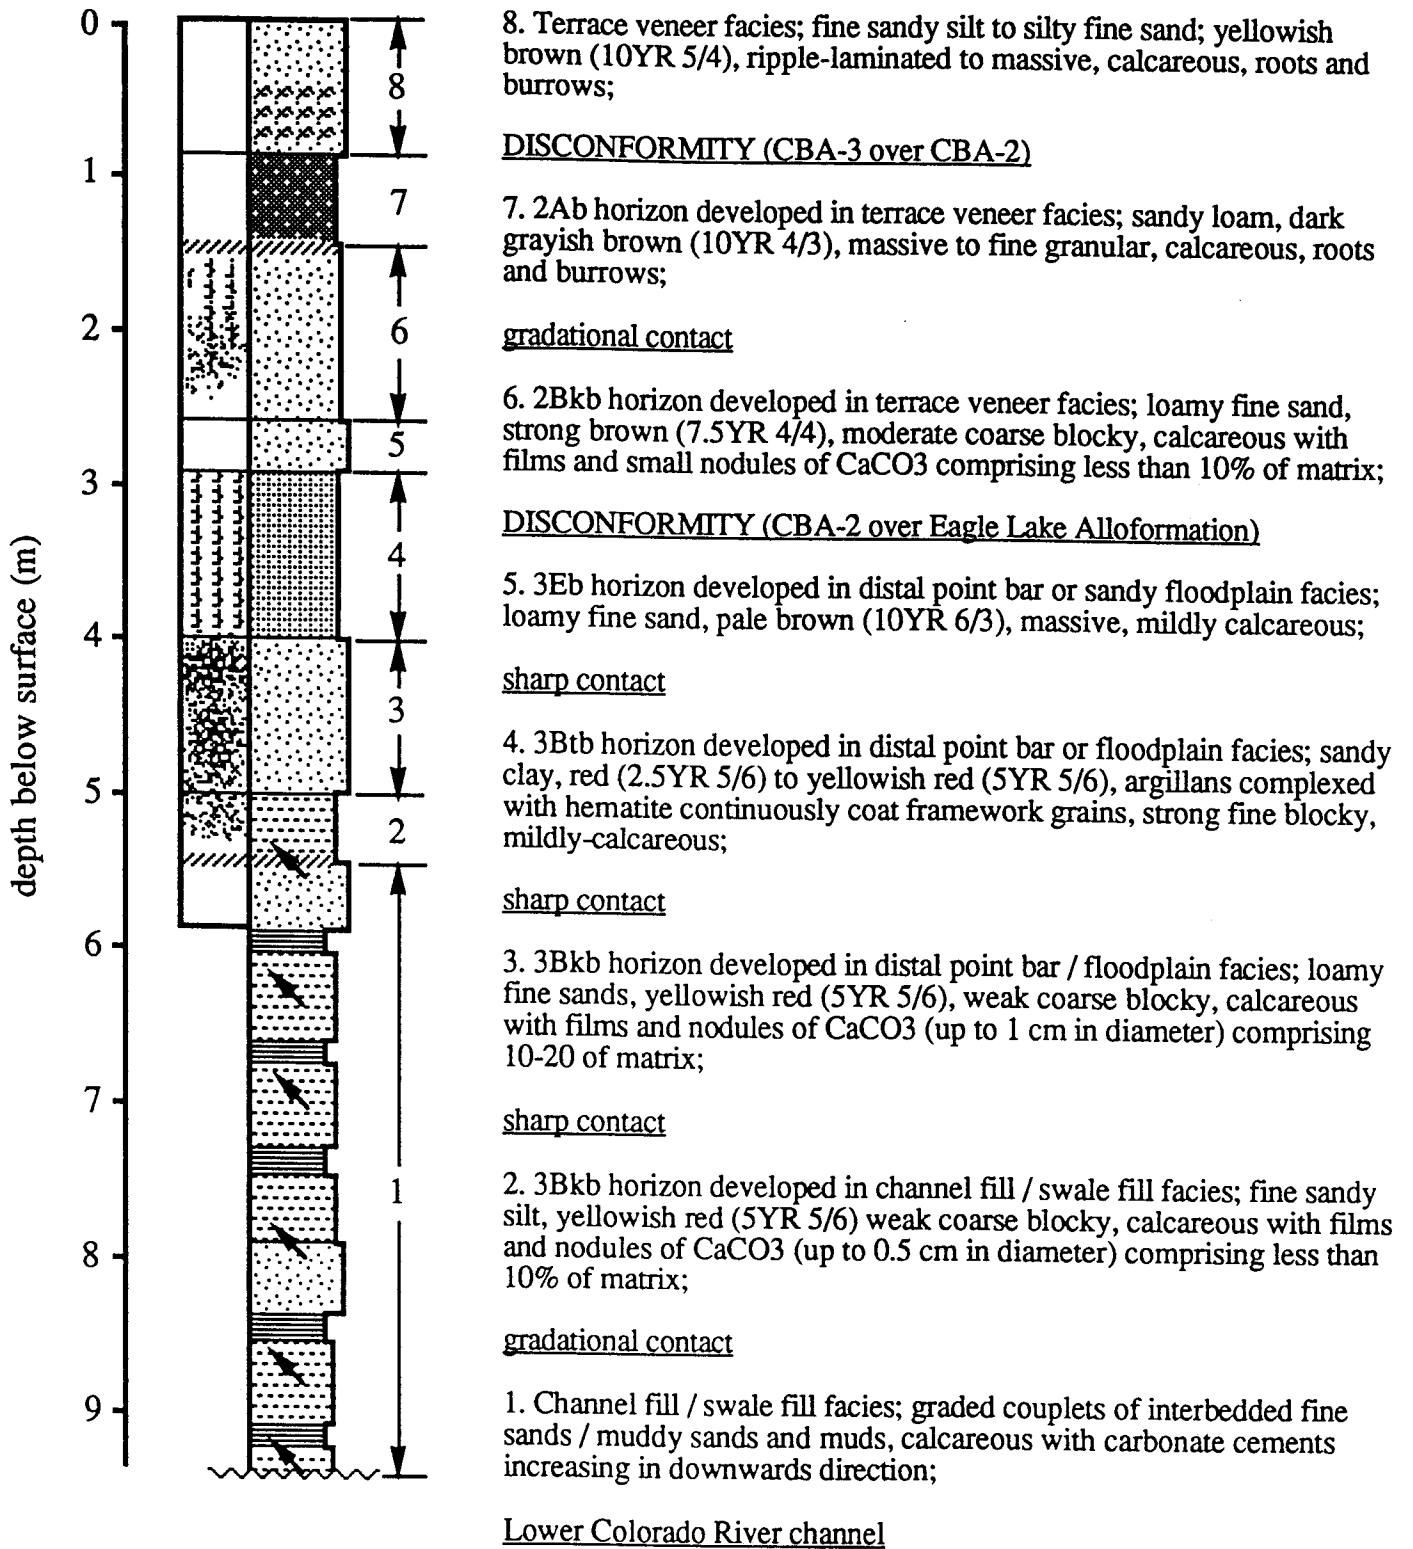 8. Terrace veneer facies; fine sandy silt to silty fine sand; yellowish
brown (10YR 5/4), ripple-laminated to massive, calcareous, roots and
burrows;
DISCONFORMITY (CBA-3 over CBA-2)
7. 2Ab horizon developed in terrace veneer facies; sandy loam, dark
grayish brown (10YR 4/3), massive to fine granular, calcareous, roots
and burrows;
gradational contact
6. 2Bkb horizon developed in terrace veneer facies; loamy fine sand,
strong brown (7.5YR 4/4), moderate coarse blocky, calcareous with
films and small nodules of CaCO3 comprising less than 10% of matrix;
DISCONFORMITY (CBA-2 over Eagle Lake Alloformation)
5. 3Eb horizon developed in distal point bar or sandy floodplain facies;
loamy fine sand, pale brown (10YR 6/3), massive, mildly calcareous;
sharp contact
4. 3Btb horizon developed in distal point bar or floodplain facies; sandy
clay, red (2.5YR 5/6) to yellowish red (5YR 5/6), argillans complexed
with hematite continuously coat framework grains, strong fine blocky,
mildly-calcareous;
sharp contact
3. 3Bkb horizon developed in distal point bar / floodplain facies; loamy
fine sands, yellowish red (5YR 5/6), weak coarse blocky, calcareous
with films and nodules of CaCO3 (up to 1 cm in diameter) comprising
10-20 of matrix;
sharp contact
2. 3Bkb horizon developed in channel fill / swale fill facies; fine sandy
silt, yellowish red (5YR 5/6) weak coarse blocky, calcareous with films
and nodules of CaCO3 (up to 0.5 cm in diameter) comprising less than
10% of matrix;
gradational contact
1. Channel fill / swale fill facies; graded couplets of interbedded fine
sands / muddy sands and muds, calcareous with carbonate cements
increasing in downwards direction;
Lower Colorado River channel
depth below surface (m)
0
1
2
3
4
5
6
7
8
9
8
7
6
5
4
3
2
1